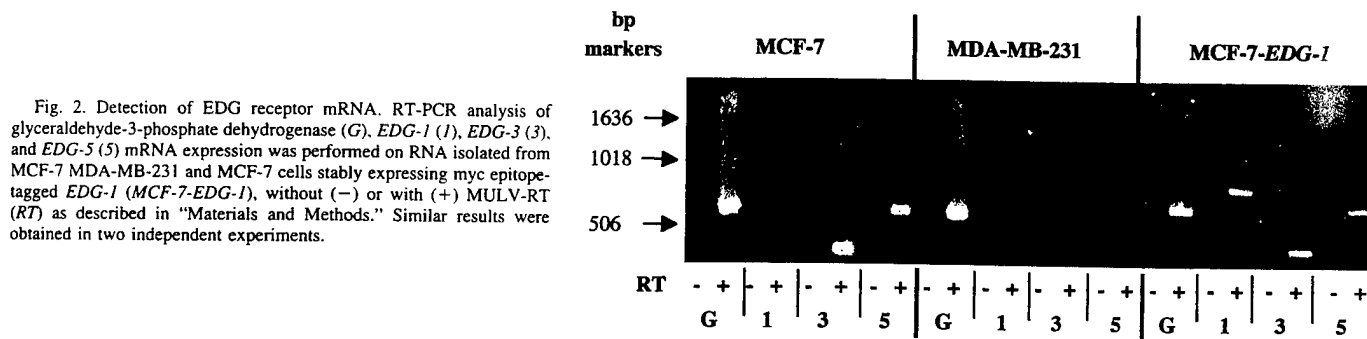 Fig. 2. Detection of EDG receptor mRNA. RT-PCR analysis of
glyceraldehyde-3-phosphate dehydrogenase (G), EDG-1 (1), EDG-3 (3),
and EDG-5 (5) mRNA expression was performed on RNA isolated from
MCF-7 MDA-MB-231 and MCF-7 cells stably expressing myc epitope-
tagged EDG-1 (MCF-7-EDG-1), without (−) or with (+) MULV-RT
(RT) as described in "Materials and Methods." Similar results were
obtained in two independent experiments.
bp
markers
MCF-7 MDA-MB-231 MCF-7-EDG-1
1636
1018
506
RT - + - + - + - + - + - + - + - + - + - + - + - +
G 1 3 5 G 1 3 5 G 1 3 5